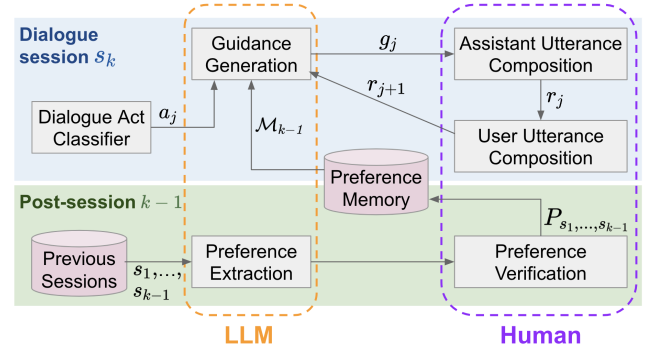 Dialogue
session s_k
Guidance
Generation
g_j
Assistant Utterance
Composition
r_{j+1}
r_j
Dialogue Act
Classifier
a_j
M_{k-1}
User Utterance
Composition
Preference
Memory
Post-session k-1
P_{s_1,...,s_{k-1}}
Previous
Sessions
s_1,...,
s_{k-1}
Preference
Extraction
Preference
Verification
LLM
Human